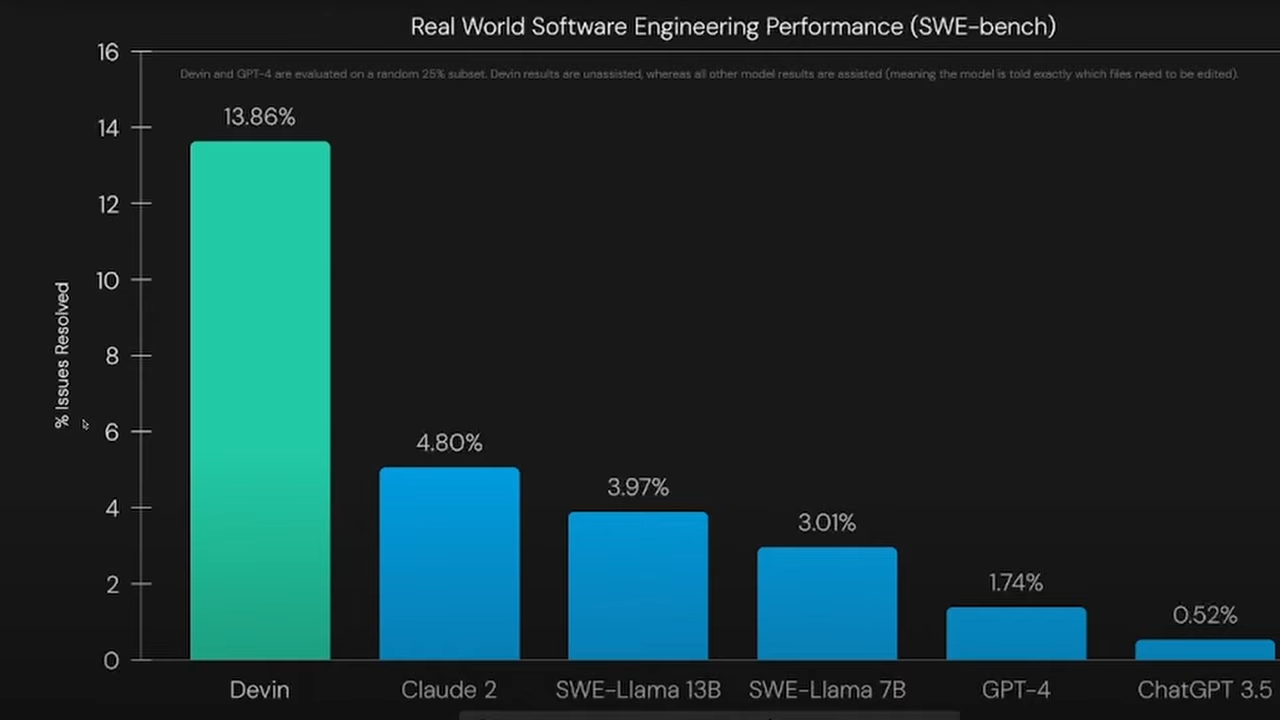 Real World Software Engineering Performance (SWE-bench)
Devin and GPT-4 are evaluated on a random 25% subset. Devin results are unassisted, whereas all other model results are assisted (meaning the model is told exactly which files need to be edited).
% Issues Resolved
16
14
12
10
8
6
4
2
0
13.86%
4.80%
3.97%
3.01%
1.74%
0.52%
Devin
Claude 2
SWE-Llama 13B
SWE-Llama 7B
GPT-4
ChatGPT 3.5